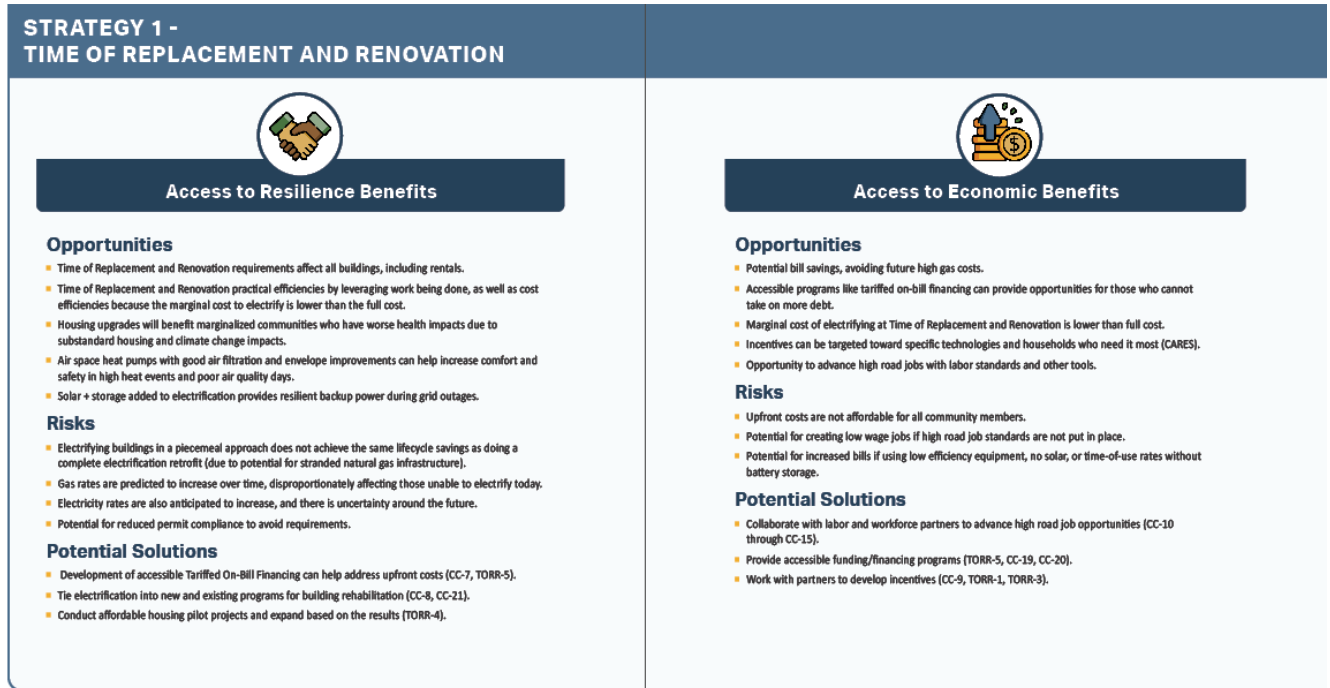 STRATEGY 1 -
TIME OF REPLACEMENT AND RENOVATION
Access to Resilience Benefits
Opportunities
Time of Replacement and Renovation requirements affect all buildings, including rentals.
Time of Replacement and Renovation practical efficiencies by leveraging work being done, as well as cost
efficiencies because the marginal cost to electrify is lower than the full cost.
Housing upgrades will benefit marginalized communities who have worse health impacts due to
substandard housing and climate change impacts.
Air space heat pumps with good air filtration and envelope improvements can help increase comfort and
safety in high heat events and poor air quality days.
Solar + storage added to electrification provides resilient backup power during grid outages.
Risks
Electrifying buildings in a piecemeal approach does not achieve the same lifecycle savings as doing a
complete electrification retrofit (due to potential for stranded natural gas infrastructure).
Gas rates are predicted to increase over time, disproportionately affecting those unable to electrify today.
Electricity rates are also anticipated to increase, and there is uncertainty around the future.
Potential for reduced permit compliance to avoid requirements.
Potential Solutions
Development of accessible Tariffed On-Bill Financing can help address upfront costs (CC-7, TORR-5).
Tie electrification into new and existing programs for building rehabilitation (CC-8, CC-21).
Conduct affordable housing pilot projects and expand based on the results (TORR-4).
$
Access to Economic Benefits
Opportunities
Potential bill savings, avoiding future high gas costs.
Accessible programs like tariffed on-bill financing can provide opportunities for those who cannot
take on more debt.
Marginal cost of electrifying at Time of Replacement and Renovation is lower than full cost.
Incentives can be targeted toward specific technologies and households who need it most (CARES).
Opportunity to advance high road jobs with labor standards and other tools.
Risks
Upfront costs are not affordable for all community members.
Potential for creating low wage jobs if high road job standards are not put in place.
Potential for increased bills if using low efficiency equipment, no solar, or time-of-use rates without
battery storage.
Potential Solutions
Collaborate with labor and workforce partners to advance high road job opportunities (CC-10
through CC-15).
Provide accessible funding/financing programs (TORR-5, CC-19, CC-20).
Work with partners to develop incentives (CC-9, TORR-1, TORR-3).